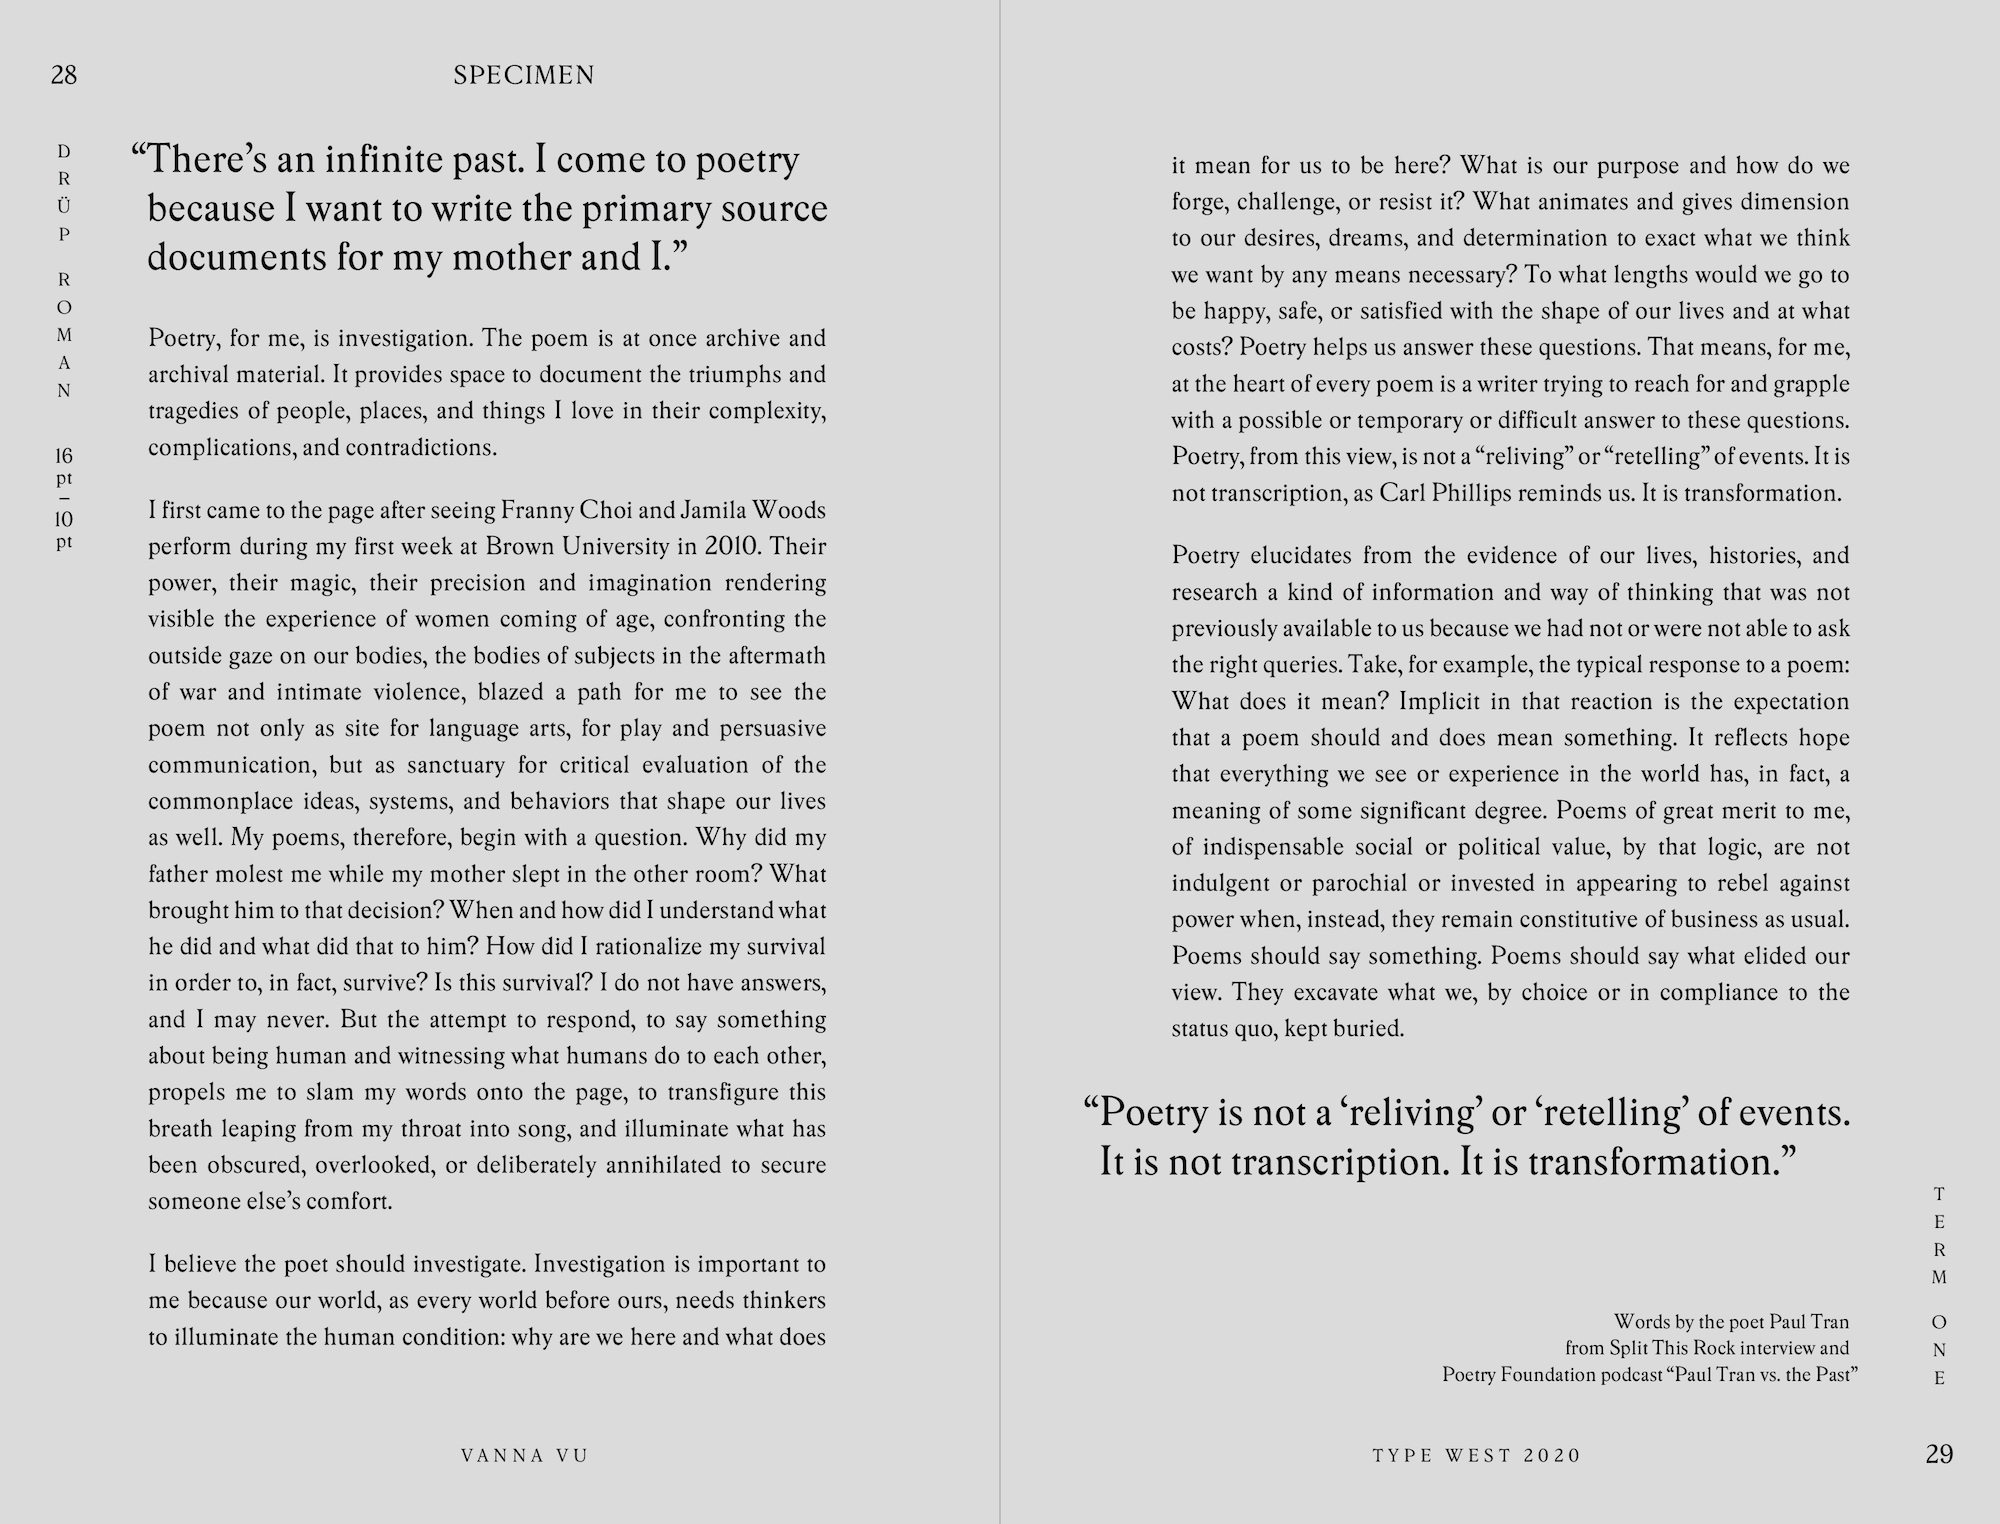 28
SPECIMEN
DRÜP ROMAN
16
pt
–
10
pt
“There’s an infinite past. I come to poetry
because I want to write the primary source
documents for my mother and I.”
Poetry, for me, is investigation. The poem is at once archive and
archival material. It provides space to document the triumphs and
tragedies of people, places, and things I love in their complexity,
complications, and contradictions.
I first came to the page after seeing Franny Choi and Jamila Woods
perform during my first week at Brown University in 2010. Their
power, their magic, their precision and imagination rendering
visible the experience of women coming of age, confronting the
outside gaze on our bodies, the bodies of subjects in the aftermath
of war and intimate violence, blazed a path for me to see the
poem not only as site for language arts, for play and persuasive
communication, but as sanctuary for critical evaluation of the
commonplace ideas, systems, and behaviors that shape our lives
as well. My poems, therefore, begin with a question. Why did my
father molest me while my mother slept in the other room? What
brought him to that decision? When and how did I understand what
he did and what did that to him? How did I rationalize my survival
in order to, in fact, survive? Is this survival? I do not have answers,
and I may never. But the attempt to respond, to say something
about being human and witnessing what humans do to each other,
propels me to slam my words onto the page, to transfigure this
breath leaping from my throat into song, and illuminate what has
been obscured, overlooked, or deliberately annihilated to secure
someone else’s comfort.
I believe the poet should investigate. Investigation is important to
me because our world, as every world before ours, needs thinkers
to illuminate the human condition: why are we here and what does
VANNA VU
it mean for us to be here? What is our purpose and how do we
forge, challenge, or resist it? What animates and gives dimension
to our desires, dreams, and determination to exact what we think
we want by any means necessary? To what lengths would we go to
be happy, safe, or satisfied with the shape of our lives and at what
costs? Poetry helps us answer these questions. That means, for me,
at the heart of every poem is a writer trying to reach for and grapple
with a possible or temporary or difficult answer to these questions.
Poetry, from this view, is not a “reliving” or “retelling” of events. It is
not transcription, as Carl Phillips reminds us. It is transformation.
Poetry elucidates from the evidence of our lives, histories, and
research a kind of information and way of thinking that was not
previously available to us because we had not or were not able to ask
the right queries. Take, for example, the typical response to a poem:
What does it mean? Implicit in that reaction is the expectation
that a poem should and does mean something. It reflects hope
that everything we see or experience in the world has, in fact, a
meaning of some significant degree. Poems of great merit to me,
of indispensable social or political value, by that logic, are not
indulgent or parochial or invested in appearing to rebel against
power when, instead, they remain constitutive of business as usual.
Poems should say something. Poems should say what elided our
view. They excavate what we, by choice or in compliance to the
status quo, kept buried.
“Poetry is not a ‘reliving’ or ‘retelling’ of events.
It is not transcription. It is transformation.”
Words by the poet Paul Tran
from Split This Rock interview and
Poetry Foundation podcast “Paul Tran vs. the Past”
TERM ONE
TYPE WEST 2020
29